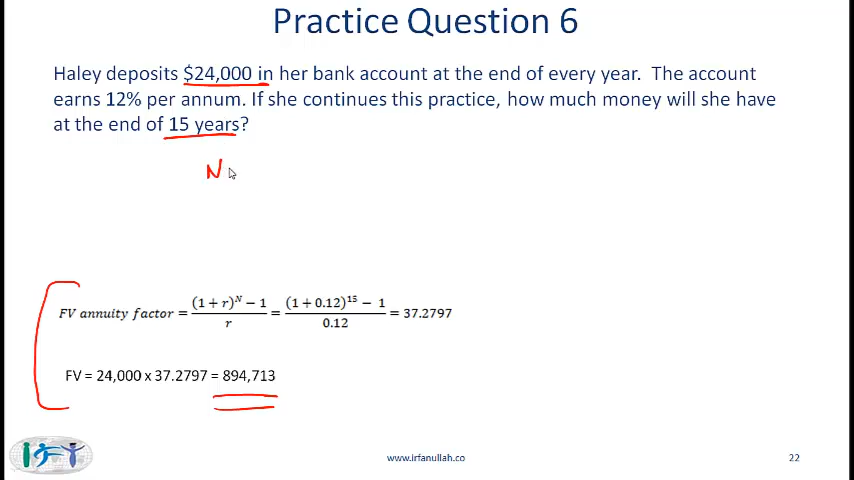 Practice Question 6
Haley deposits $24,000 in her bank account at the end of every year. The account
earns 12% per annum. If she continues this practice, how much money will she have
at the end of 15 years?
N
FV annuity factor = \frac{(1 + r)^N − 1}{r} = \frac{(1 + 0.12)^{15} − 1}{0.12} = 37.2797
FV = 24,000 x 37.2797 = 894,713
IFT
www.irfanullah.co
22